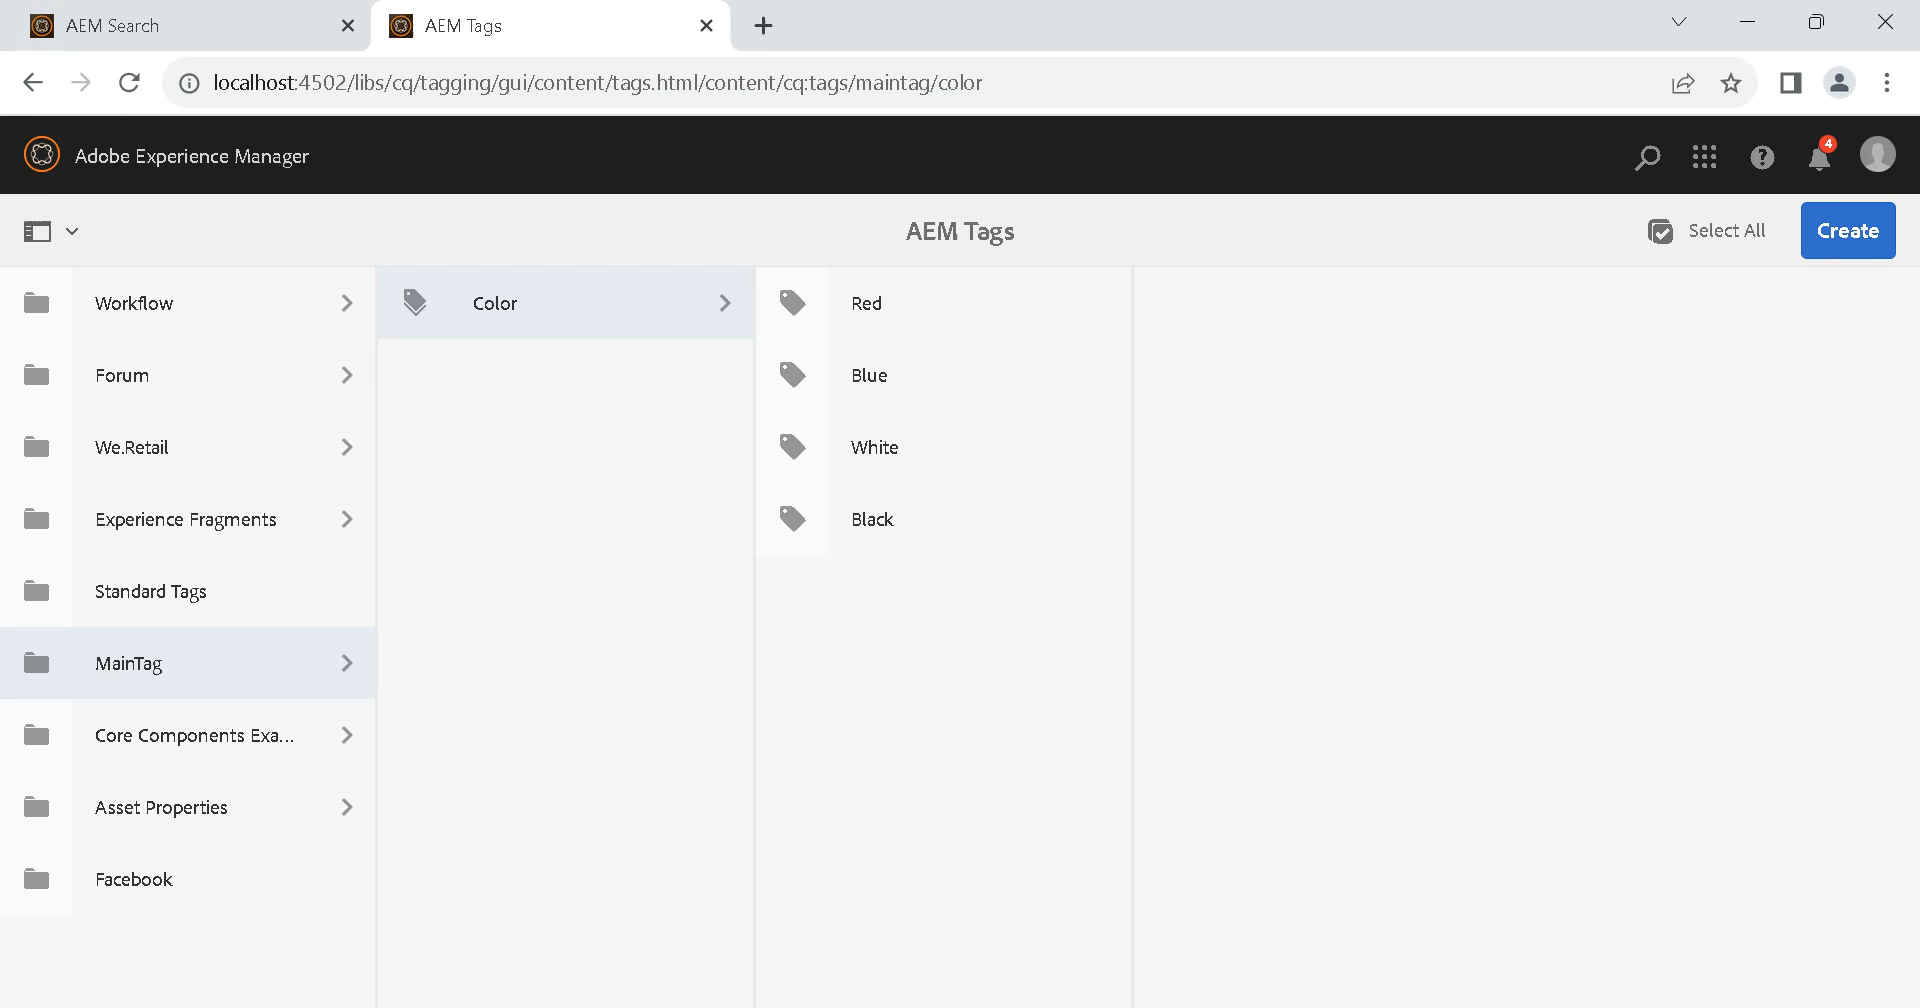 AEM Search
AEM Tags
localhost:4502/libs/cq/tagging/gui/content/tags.html/content/cq:tags/maintag/color
Adobe Experience Manager
4
AEM Tags
Select All
Create
Workflow
Forum
We.Retail
Experience Fragments
Standard Tags
MainTag
Core Components Exa...
Asset Properties
Facebook
Color
Red
Blue
White
Black